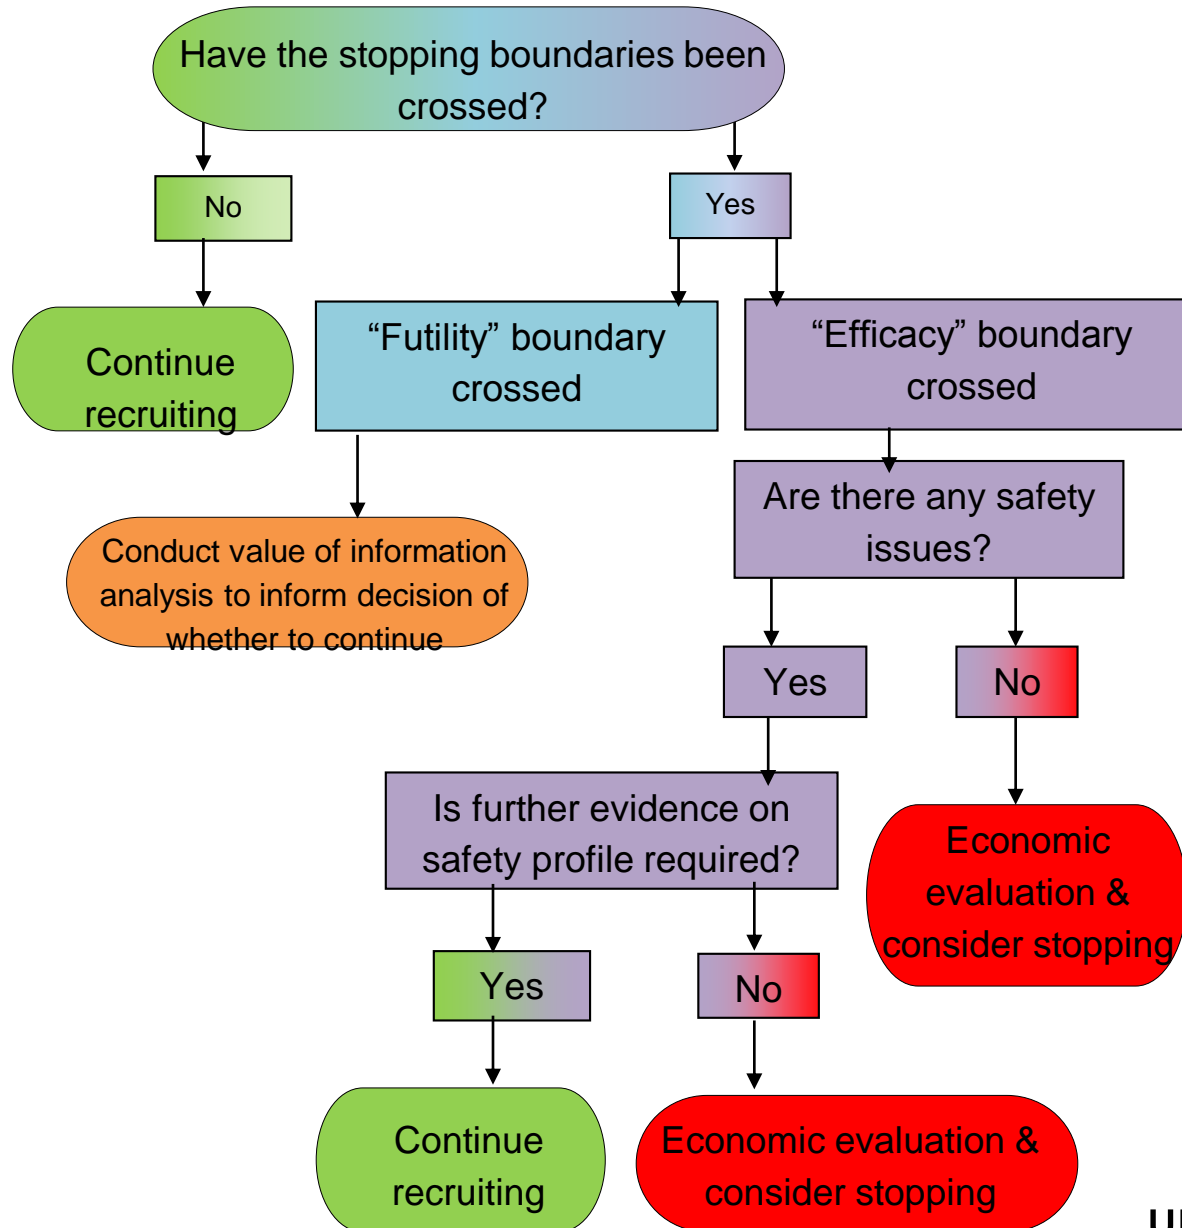 Have the stopping boundaries been
crossed?
No
Yes
Continue
recruiting
“Futility” boundary
crossed
“Efficacy” boundary
crossed
Conduct value of information
analysis to inform decision of
whether to continue
Are there any safety
issues?
Yes
No
Is further evidence on
safety profile required?
Economic
evaluation &
consider stopping
Yes
No
Continue
recruiting
Economic evaluation &
consider stopping